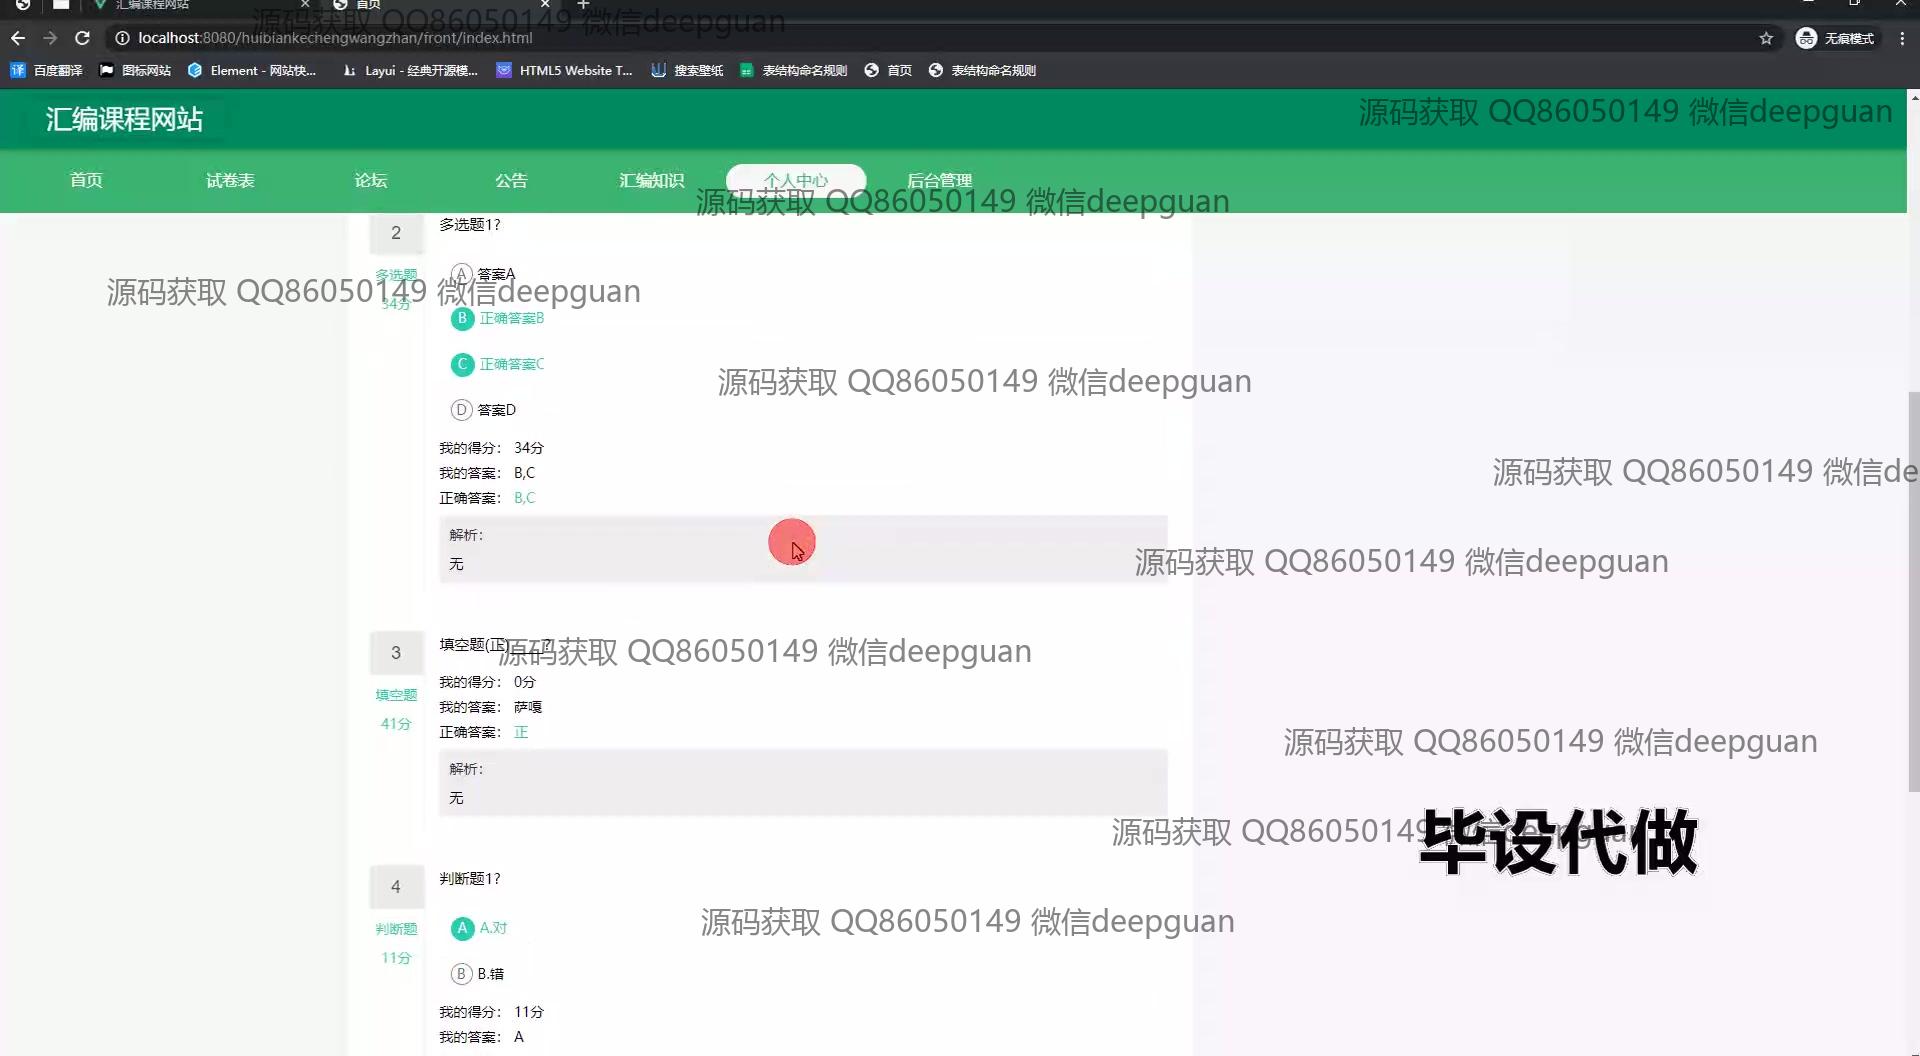 汇编课程网站
首页
源码获取 QQ86050149 微信deepguan
localhost:8080/huibiankechengwangzhan/front/index.html
无痕模式
百度翻译
图标网站
Element - 网站快...
Layui - 经典开源模...
HTML5 Website T...
搜索壁纸
表结构命名规则
首页
表结构命名规则
汇编课程网站
源码获取 QQ86050149 微信deepguan
首页
试卷表
论坛
公告
汇编知识
个人中心
后台管理
源码获取 QQ86050149 微信deepguan
2
多选题1?
多选题
34分
A 答案A
源码获取 QQ86050149 微信deepguan
B 正确答案B
C 正确答案C
源码获取 QQ86050149 微信deepguan
D 答案D
我的得分: 34分
我的答案: B,C
源码获取 QQ86050149 微信de
正确答案: B,C
解析:
无
源码获取 QQ86050149 微信deepguan
3
填空题(正)____?
源码获取 QQ86050149 微信deepguan
填空题
41分
我的得分: 0分
我的答案: 萨嘎
正确答案: 正
源码获取 QQ86050149 微信deepguan
解析:
无
源码获取 QQ86050149 微信deepguan
毕设代做
4
判断题1?
判断题
11分
A A.对
源码获取 QQ86050149 微信deepguan
B B.错
我的得分: 11分
我的答案: A